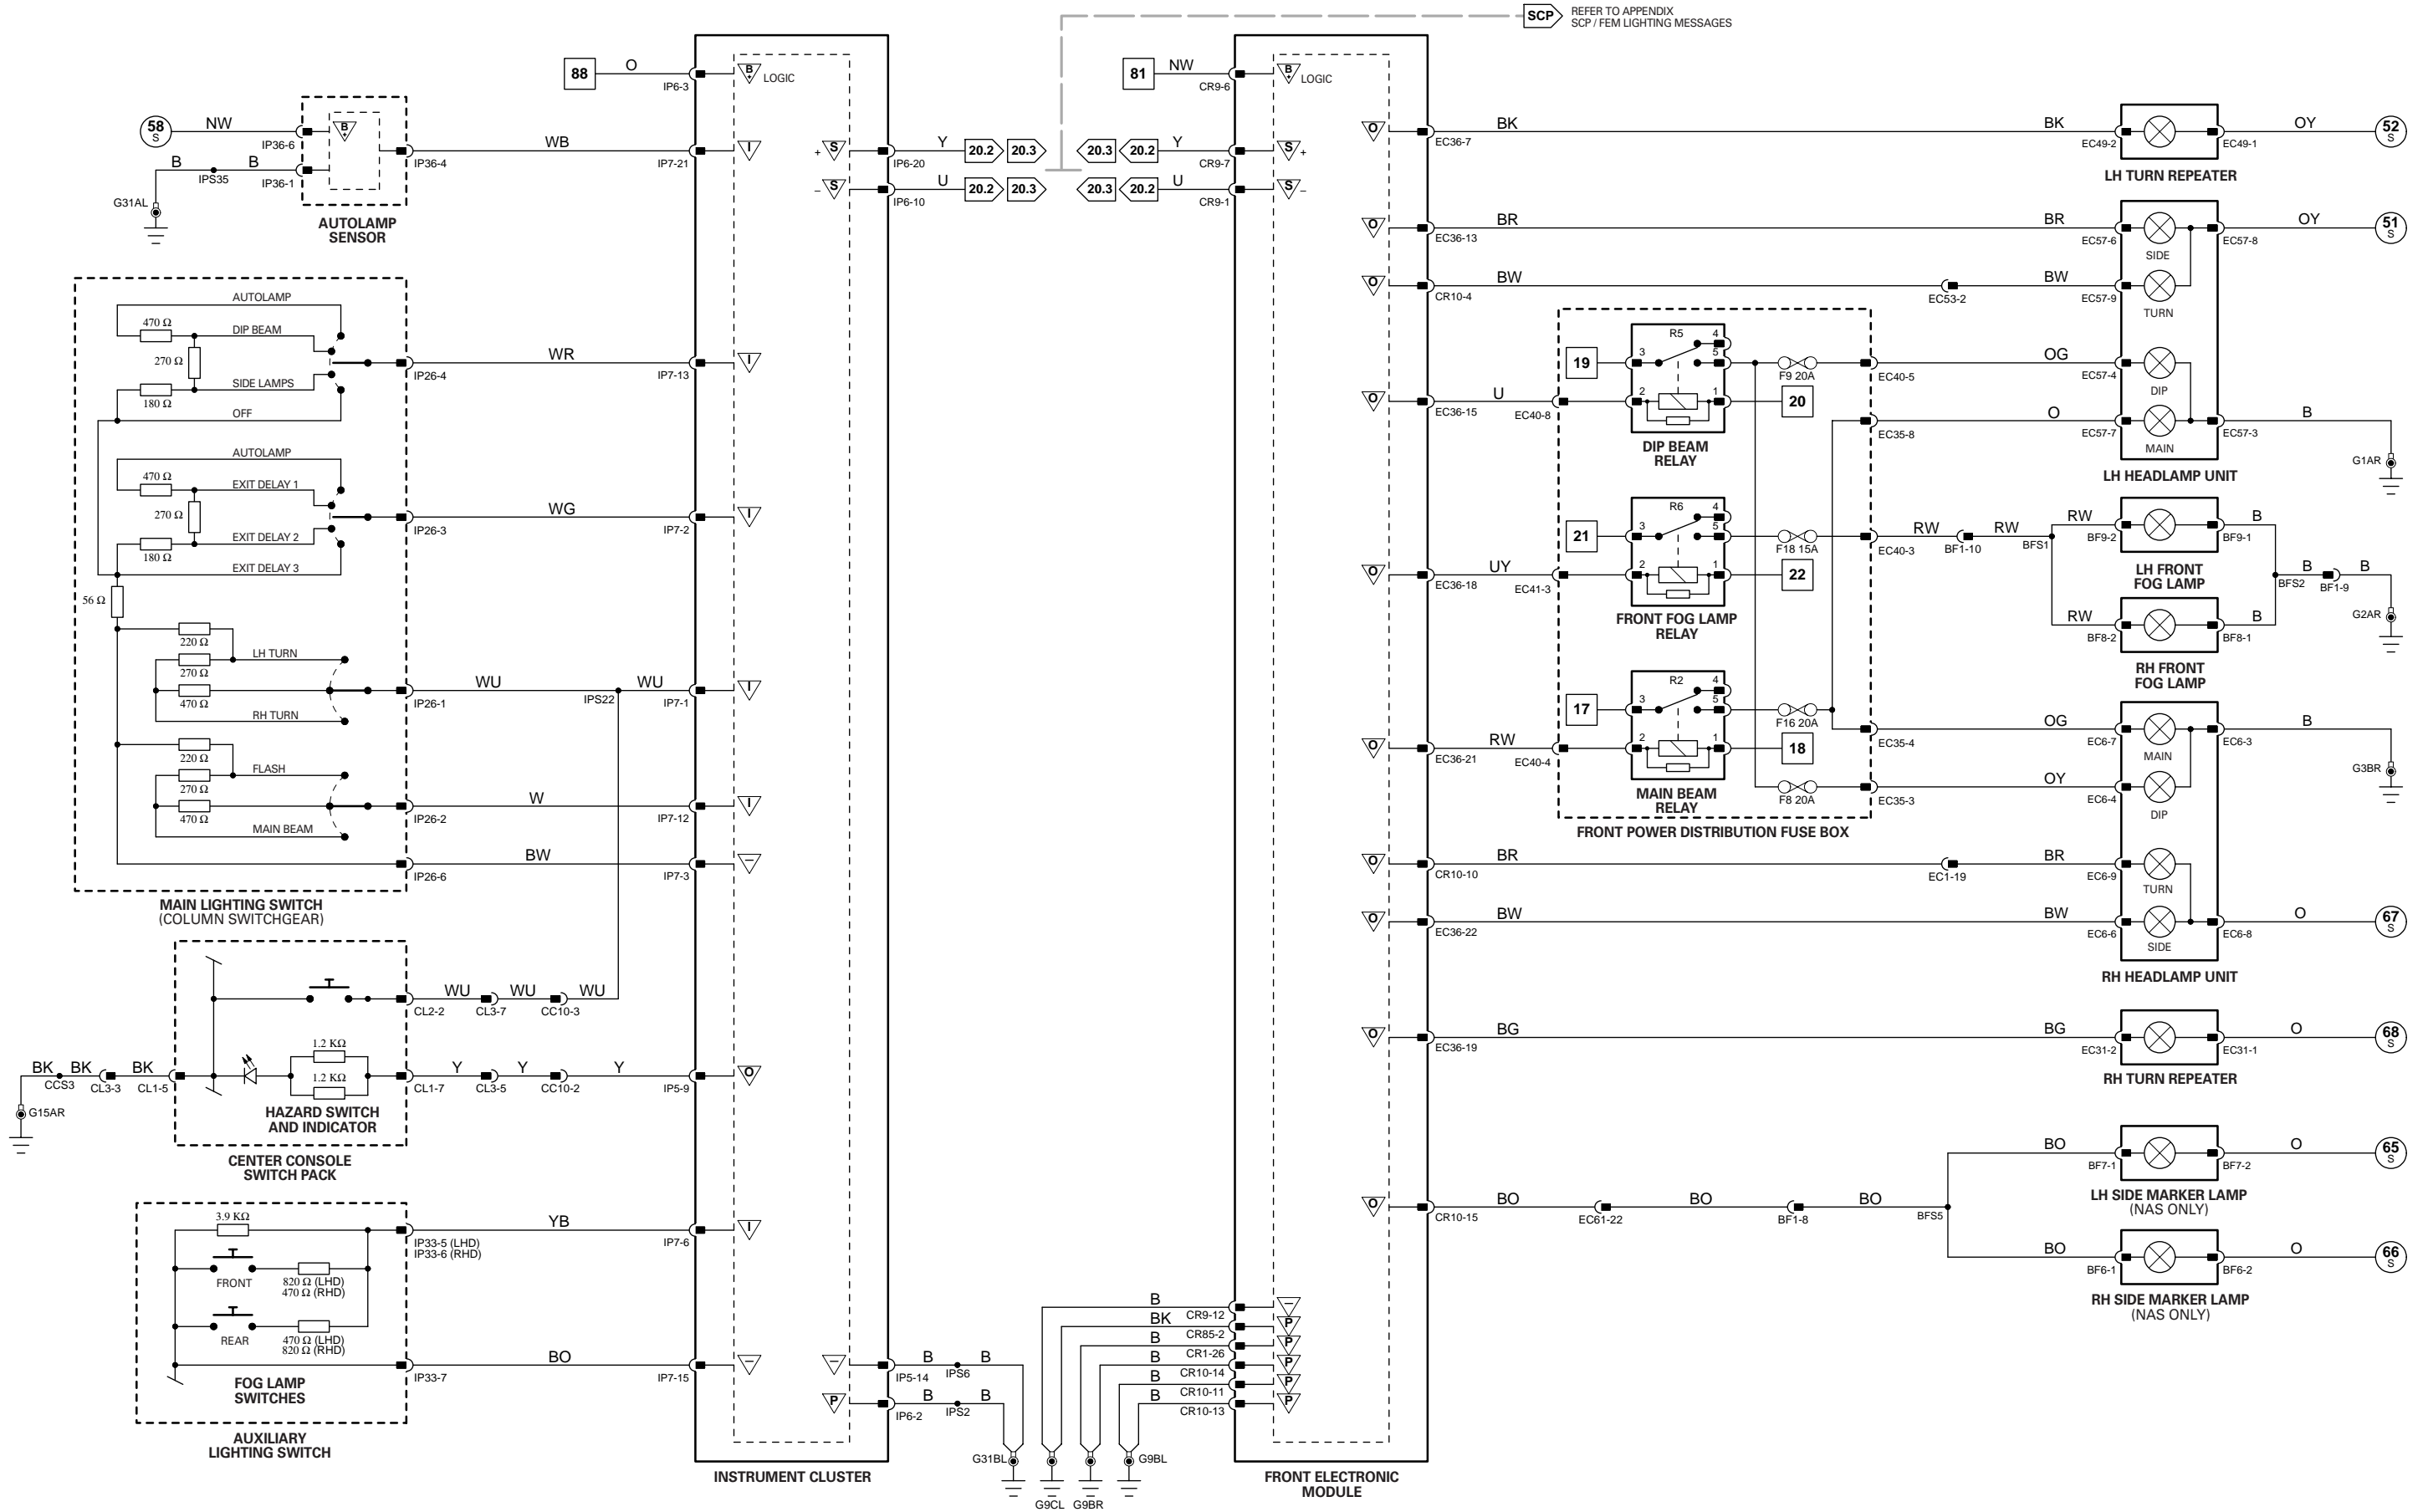 SCP
REFER TO APPENDIX
SCP / FEM LIGHTING MESSAGES
58
S
NW
IP36-6
B
B
IPS35
IP36-1
G31AL
B
+
IP36-4
WB
IP7-21
AUTOLAMP
SENSOR
88
O
IP6-3
B
+
LOGIC
I
+
S
IP6-20
Y
20.2
20.3
–
S
IP6-10
U
20.2
20.3
20.3
20.2
Y
CR9-7
20.3
20.2
U
CR9-1
81
NW
CR9-6
B
+
LOGIC
S
+
S
–
AUTOLAMP
470 Ω
DIP BEAM
270 Ω
SIDE LAMPS
180 Ω
OFF
IP26-4
WR
IP7-13
I
AUTOLAMP
470 Ω
EXIT DELAY 1
270 Ω
EXIT DELAY 2
180 Ω
EXIT DELAY 3
IP26-3
WG
IP7-2
I
56 Ω
220 Ω
LH TURN
270 Ω
470 Ω
RH TURN
IP26-1
WU
IPS22
WU
IP7-1
I
220 Ω
FLASH
270 Ω
470 Ω
MAIN BEAM
IP26-2
W
IP7-12
I
IP26-6
BW
IP7-3
–
MAIN LIGHTING SWITCH
(COLUMN SWITCHGEAR)
CL2-2
WU
CL3-7
WU
CC10-3
WU
BK
CCS3
BK
CL3-3
BK
CL1-5
G15AR
1.2 KΩ
1.2 KΩ
CL1-7
Y
CL3-5
Y
CC10-2
Y
IP5-9
O
HAZARD SWITCH
AND INDICATOR
CENTER CONSOLE
SWITCH PACK
3.9 KΩ
FRONT
820 Ω (LHD)
470 Ω (RHD)
REAR
470 Ω (LHD)
820 Ω (RHD)
IP33-5 (LHD)
IP33-6 (RHD)
YB
IP7-6
I
IP33-7
BO
IP7-15
–
FOG LAMP
SWITCHES
AUXILIARY
LIGHTING SWITCH
–
IP5-14
B
IPS6
B
P
IP6-2
B
IPS2
B
G31BL
INSTRUMENT CLUSTER
B
CR9-12
–
BK
CR85-2
P
B
CR1-26
P
B
CR10-14
P
B
CR10-11
P
B
CR10-13
P
G9CL
G9BR
G9BL
FRONT ELECTRONIC
MODULE
O
EC36-7
BK
BK
EC49-2
EC49-1
OY
52
S
LH TURN REPEATER
O
EC36-13
BR
BR
EC57-6
SIDE
EC57-8
OY
51
S
O
CR10-4
BW
EC53-2
BW
EC57-9
TURN
19
R5
3
4
5
2
1
F9 20A
EC40-5
OG
EC57-4
DIP
O
EC36-15
U
EC40-8
20
DIP BEAM
RELAY
EC35-8
O
EC57-7
MAIN
EC57-3
B
G1AR
LH HEADLAMP UNIT
21
R6
3
4
5
2
1
F18 15A
EC40-3
RW
BF1-10
RW
BFS1
RW
BF9-2
BF9-1
B
LH FRONT
FOG LAMP
O
EC36-18
UY
EC41-3
22
FRONT FOG LAMP
RELAY
BFS2
B
BF1-9
B
G2AR
RW
BF8-2
BF8-1
B
RH FRONT
FOG LAMP
17
R2
3
4
5
2
1
F16 20A
EC35-4
OG
EC6-7
MAIN
EC6-3
B
G3BR
O
EC36-21
RW
EC40-4
18
MAIN BEAM
RELAY
F8 20A
EC35-3
OY
EC6-4
DIP
FRONT POWER DISTRIBUTION FUSE BOX
O
CR10-10
BR
EC1-19
BR
EC6-9
TURN
O
EC36-22
BW
BW
EC6-6
SIDE
EC6-8
O
67
S
RH HEADLAMP UNIT
O
EC36-19
BG
BG
EC31-2
EC31-1
O
68
S
RH TURN REPEATER
O
CR10-15
BO
EC61-22
BO
BF1-8
BO
BFS5
BO
BF7-1
BF7-2
O
65
S
LH SIDE MARKER LAMP
(NAS ONLY)
BO
BF6-1
BF6-2
O
66
S
RH SIDE MARKER LAMP
(NAS ONLY)